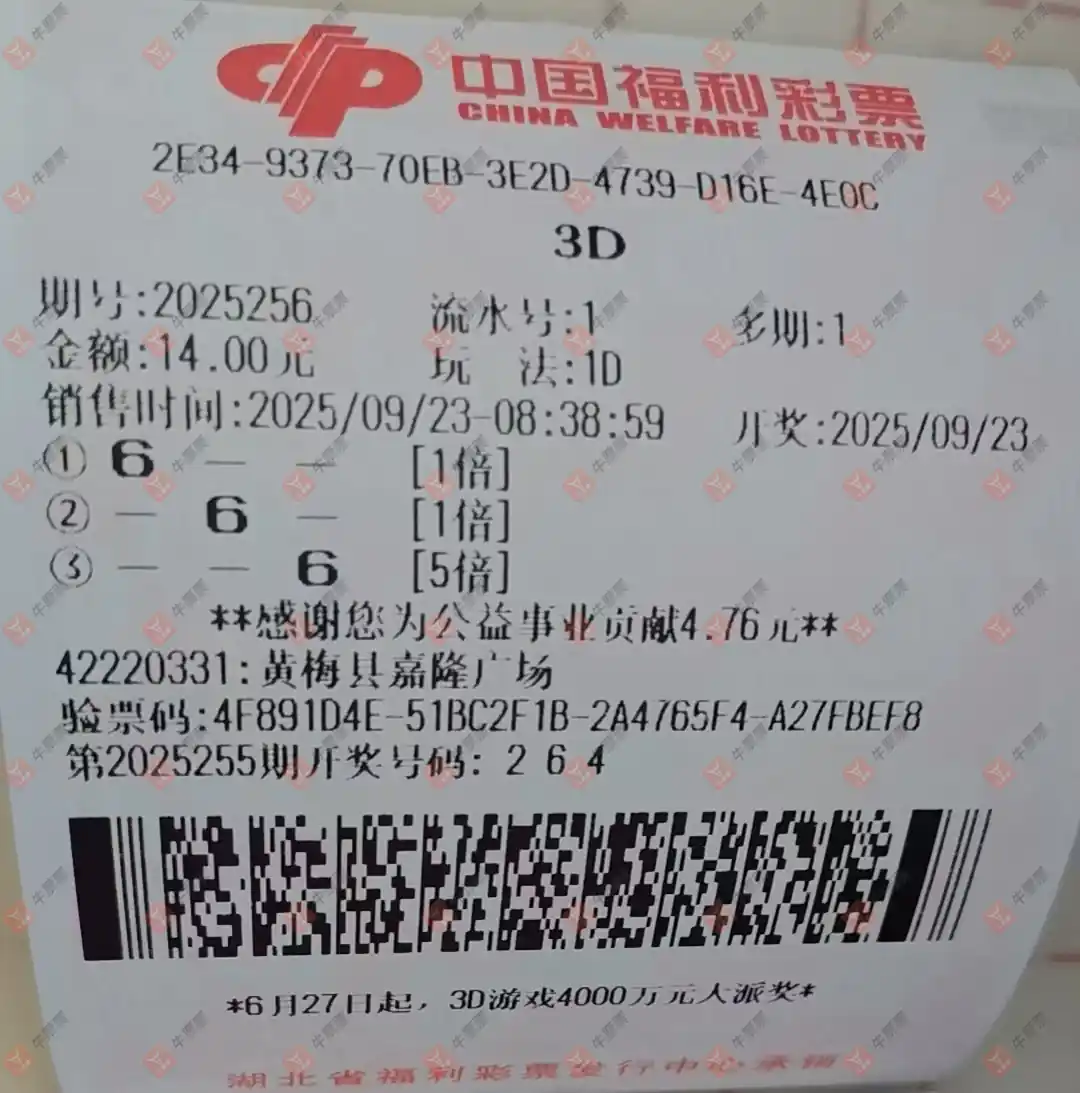 中国福利彩票
CHINA WELFARE LOTTERY
2E34-9373-70EB-3E2D-4739-D16E-4E0C
3D
期号:2025256 流水号:1 多期:1
金额:14.00元 玩 法:1D
销售时间:2025/09/23-08:38:59 开奖:2025/09/23
① 6 — — [1倍]
② — 6 — [1倍]
③ — — 6 [5倍]
**感谢您为公益事业贡献4.76元**
42220331:黄梅县嘉隆广场
验票码:4F891D4E-51BC2F1B-2A4765F4-A27FBEF8
第2025255期开奖号码: 2 6 4
*6月27日起，3D游戏4000万元大派奖*
湖北省福利彩票发行中心承销
牛票票